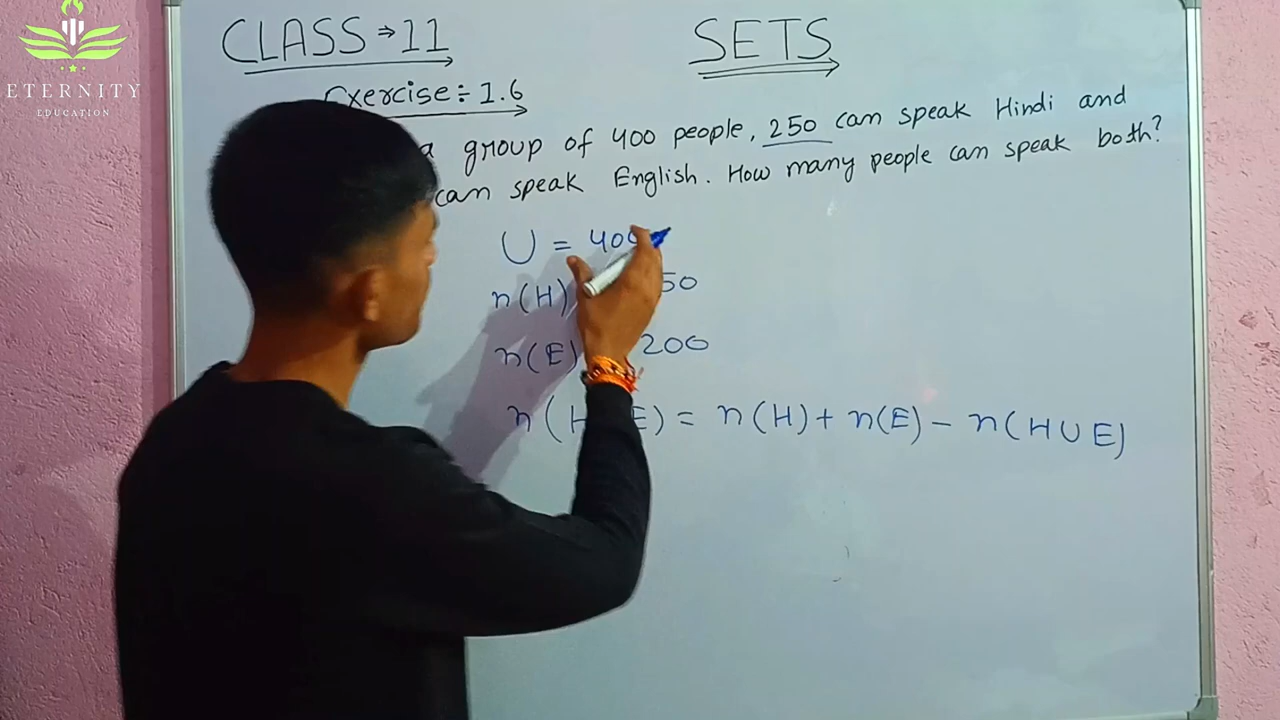 ETERNITY
EDUCATION
CLASS ⇒ 11
SETS
Exercise ÷ 1.6
a group of 400 people, 250 can speak Hindi and
can speak English. How many people can speak both?
U = 400
n(H) 50
n(E) 200
n(H E) = n(H) + n(E) - n(H∪E)